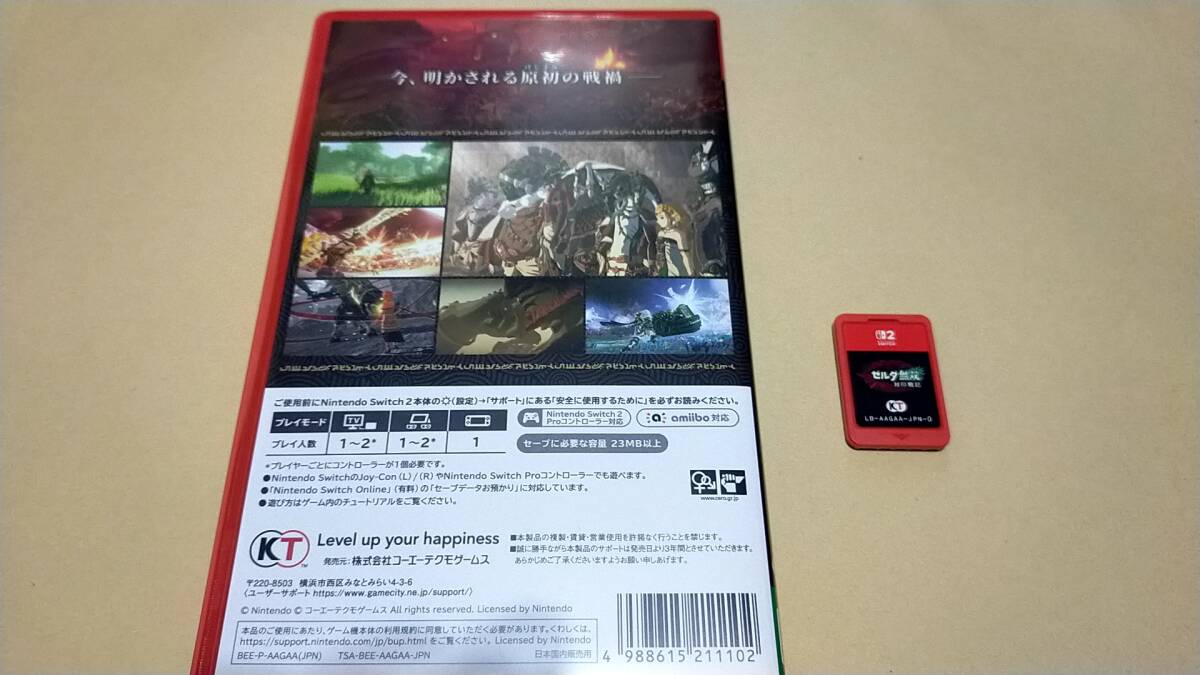 今、明かされる原初の戦禍――
ご使用前にNintendo Switch 2本体の(設定)→「サポート」にある「安全に使用するために」を必ずお読みください。
プレイモード TV
プレイ人数 1～2* 1～2* 1
Nintendo Switch 2
Proコントローラー対応
amiibo 対応
セーブに必要な容量 23MB以上
*プレイヤーごとにコントローラーが1個必要です。
●Nintendo SwitchのJoy-Con(L)/(R)やNintendo Switch Proコントローラーでも遊べます。
●「Nintendo Switch Online」(有料)の「セーブデータお預かり」に対応しています。
●遊び方はゲーム内のチュートリアルをご覧ください。
www.cero.gr.jp
KT
TM
Level up your happiness
発売元:株式会社コーエーテクモゲームス
■本製品の複製・賃貸・営業使用を許諾なく行うことを禁じます。
■誠に勝手ながら本製品のサポートは発売日より3年間とさせていただきます。
あらかじめご了承くださいますようお願い申しあげます。
〒220-8503 横浜市西区みなとみらい4-3-6
〈ユーザーサポート https://www.gamecity.ne.jp/support/〉
© Nintendo © コーエーテクモゲームス All rights reserved. Licensed by Nintendo
本品のご使用にあたり、ゲーム機本体の利用規約に同意していただく必要があります。くわしくは、
https://support.nintendo.com/jp/bup.html をご覧ください。 Licensed by Nintendo
BEE-P-AAGAA(JPN) TSA-BEE-AAGAA-JPN 日本国内販売用
4 988615 211102
2
SWITCH
ゼルダ無双
封印戦記
KT
LB-AAGAA-JPN-0